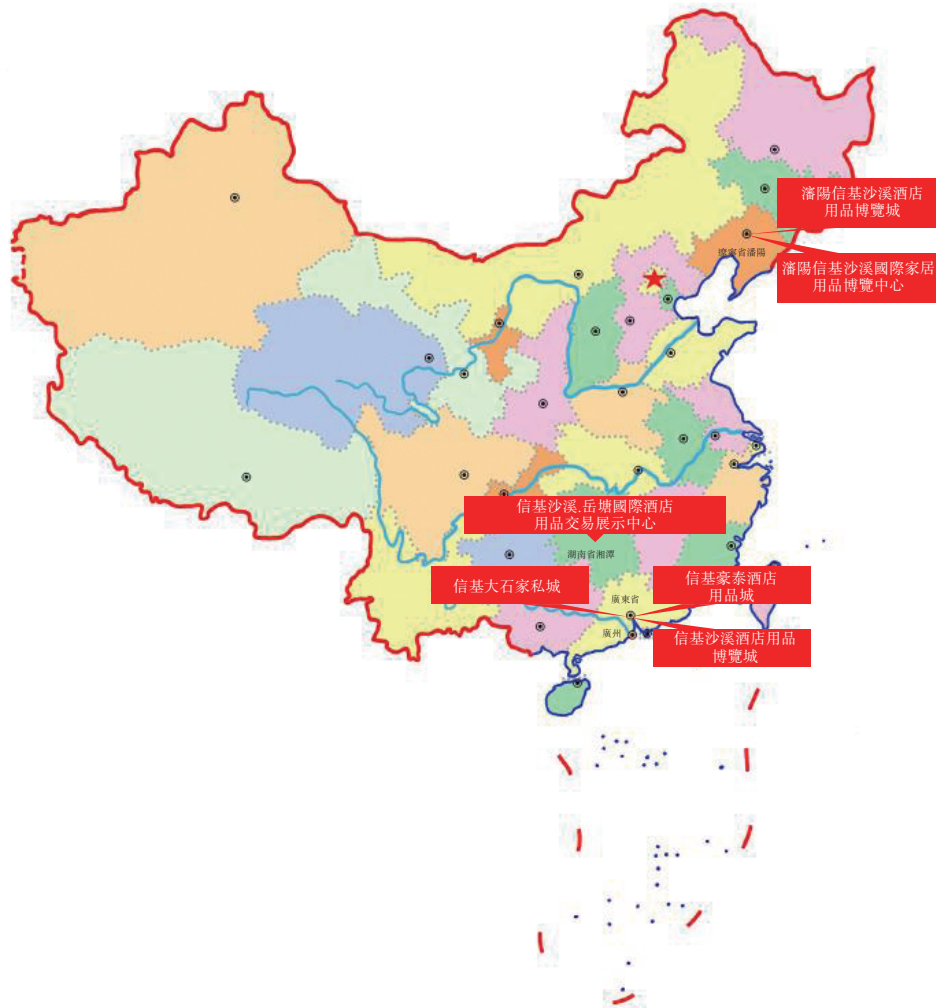 瀋陽信基沙溪酒店
用品博覽城
遼寧省瀋陽
瀋陽信基沙溪國際家居
用品博覽中心
信基沙溪.岳塘國際酒店
用品交易展示中心
湖南省湘潭
信基大石家私城
廣東省
信基豪泰酒店
用品城
廣州
信基沙溪酒店用品
博覽城